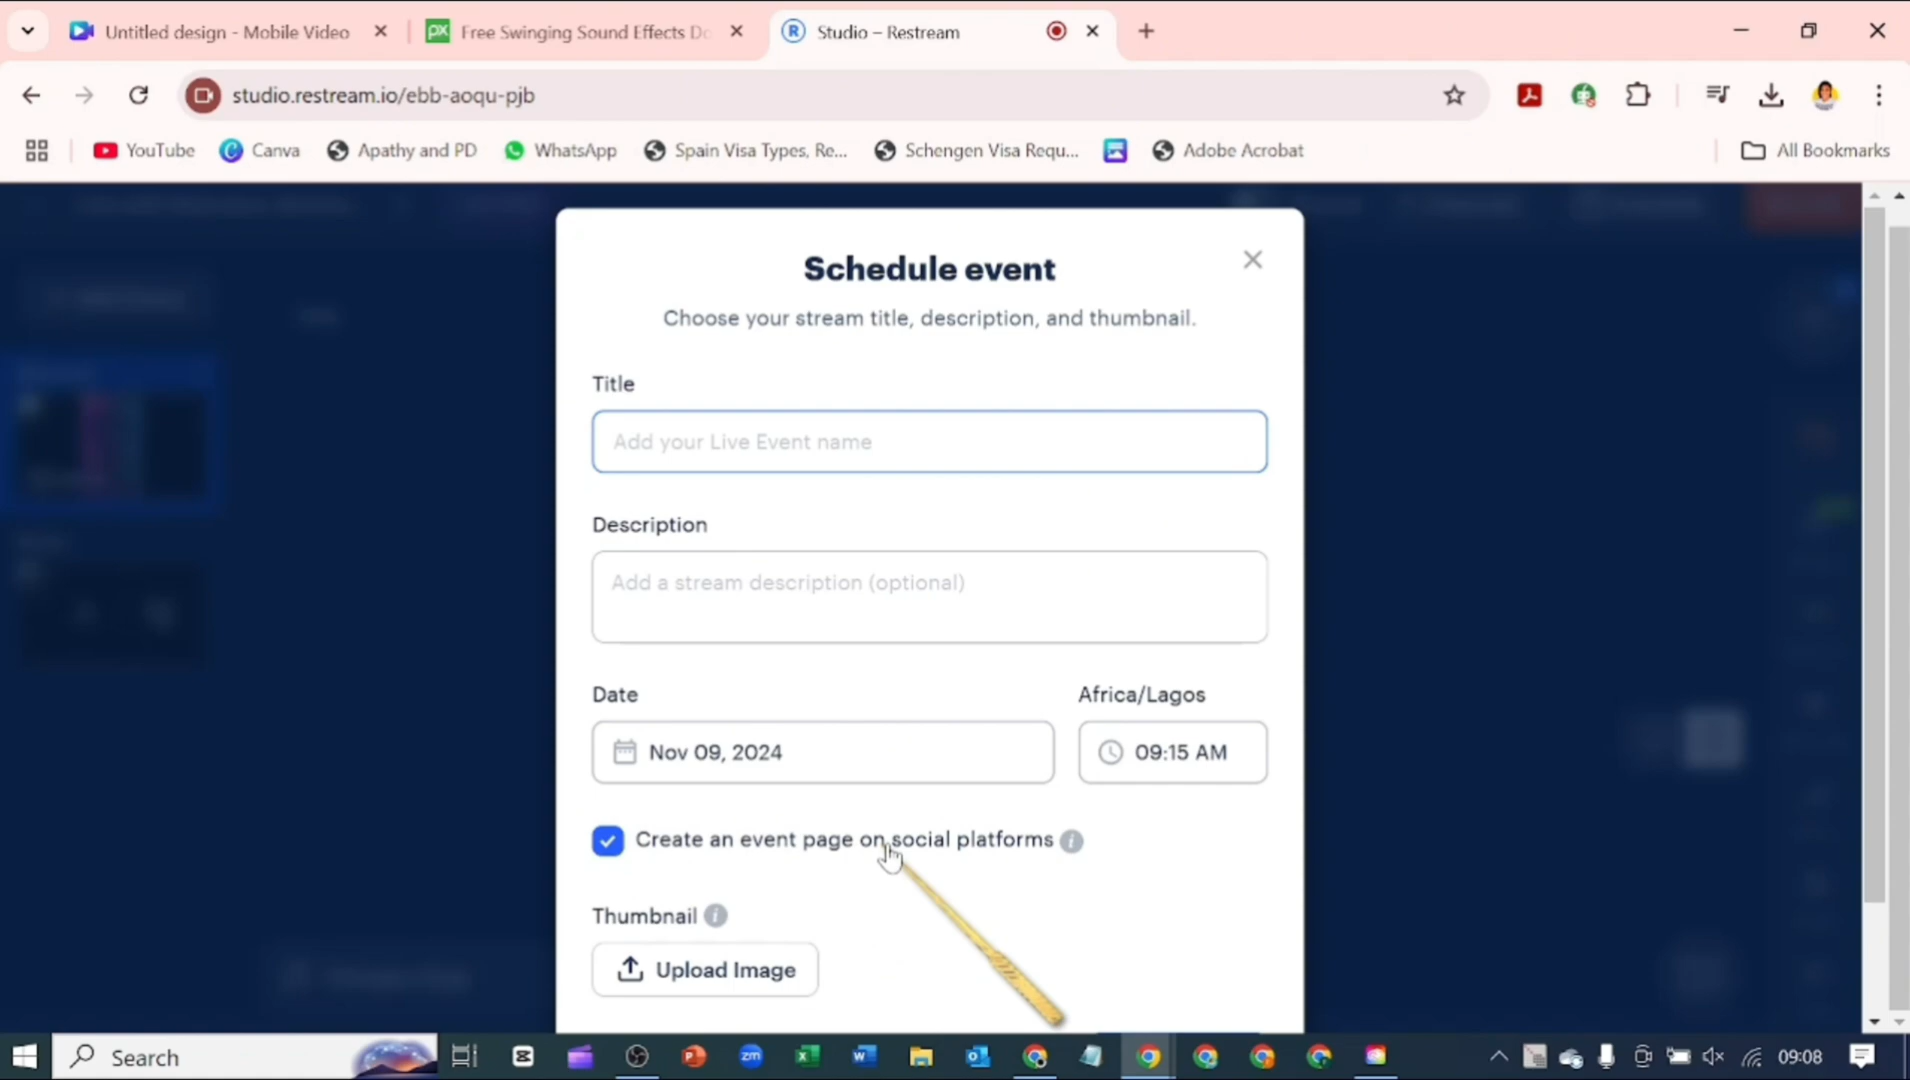 Untitled design - Mobile Video
Free Swinging Sound Effects Do
Studio – Restream
studio.restream.io/ebb-aoqu-pjb
YouTube
Canva
Apathy and PD
WhatsApp
Spain Visa Types, Re...
Schengen Visa Requ...
Adobe Acrobat
All Bookmarks
Schedule event
Choose your stream title, description, and thumbnail.
Title
Add your Live Event name
Description
Add a stream description (optional)
Date
Africa/Lagos
Nov 09, 2024
09:15 AM
Create an event page on social platforms
Thumbnail
Upload Image
Search
09:08